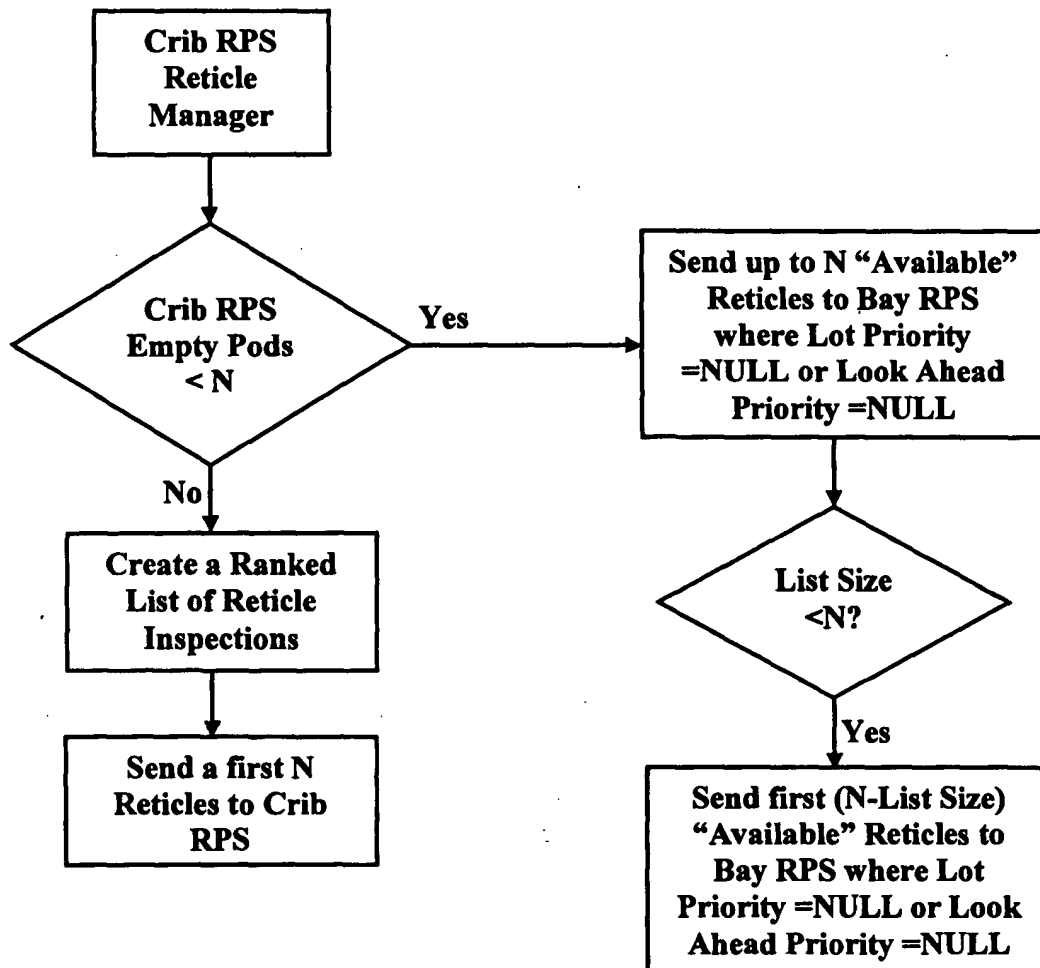 Crib RPS
Reticle
Manager
Crib RPS
Empty Pods
< N
Yes
No
Create a Ranked
List of Reticle
Inspections
Send a first N
Reticles to Crib
RPS
Send up to N “Available”
Reticles to Bay RPS
where Lot Priority
=NULL or Look Ahead
Priority =NULL
List Size
<N?
Yes
Send first (N-List Size)
“Available” Reticles to
Bay RPS where Lot
Priority =NULL or Look
Ahead Priority =NULL